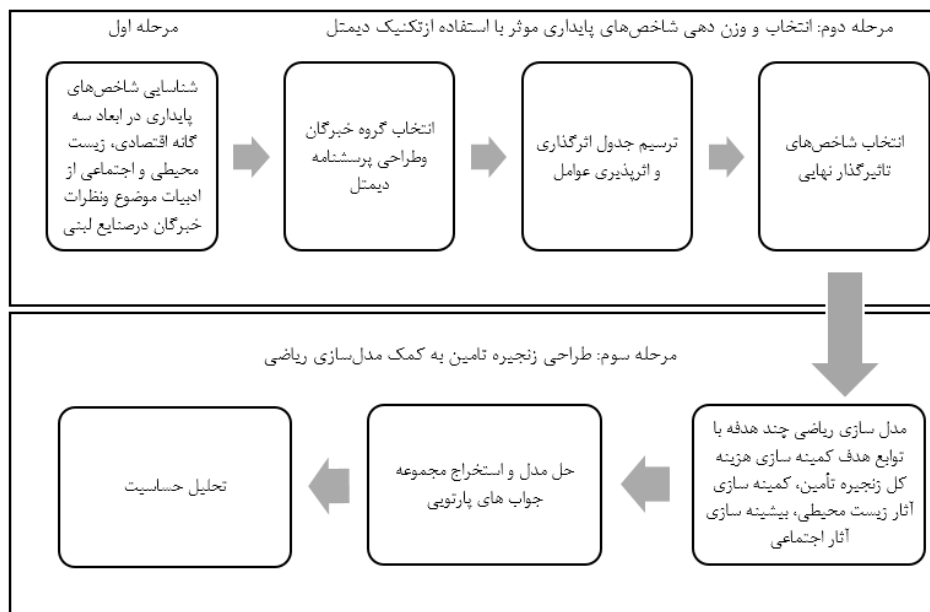 مرحله اول
مرحله دوم: انتخاب و وزن دهی شاخص‌های پایداری موثر با استفاده ازتکنیک دیمتل
شناسایی شاخص‌های
پایداری در ابعاد سه
گانه اقتصادی، زیست
محیطی و اجتماعی از
ادبیات موضوع ونظرات
خبرگان درصنایع لبنی
انتخاب گروه خبرگان
وطراحی پرسشنامه
دیمتل
ترسیم جدول اثرگذاری
و اثرپذیری عوامل
انتخاب شاخص‌های
تاثیرگذار نهایی
مرحله سوم: طراحی زنجیره تامین به کمک مدل‌سازی ریاضی
مدل سازی ریاضی چند هدفه با
توابع هدف کمینه سازی هزینه
کل زنجیره تأمین، کمینه سازی
آثار زیست محیطی، بیشینه سازی
آثار اجتماعی
حل مدل و استخراج مجموعه
جواب های پارتویی
تحلیل حساسیت